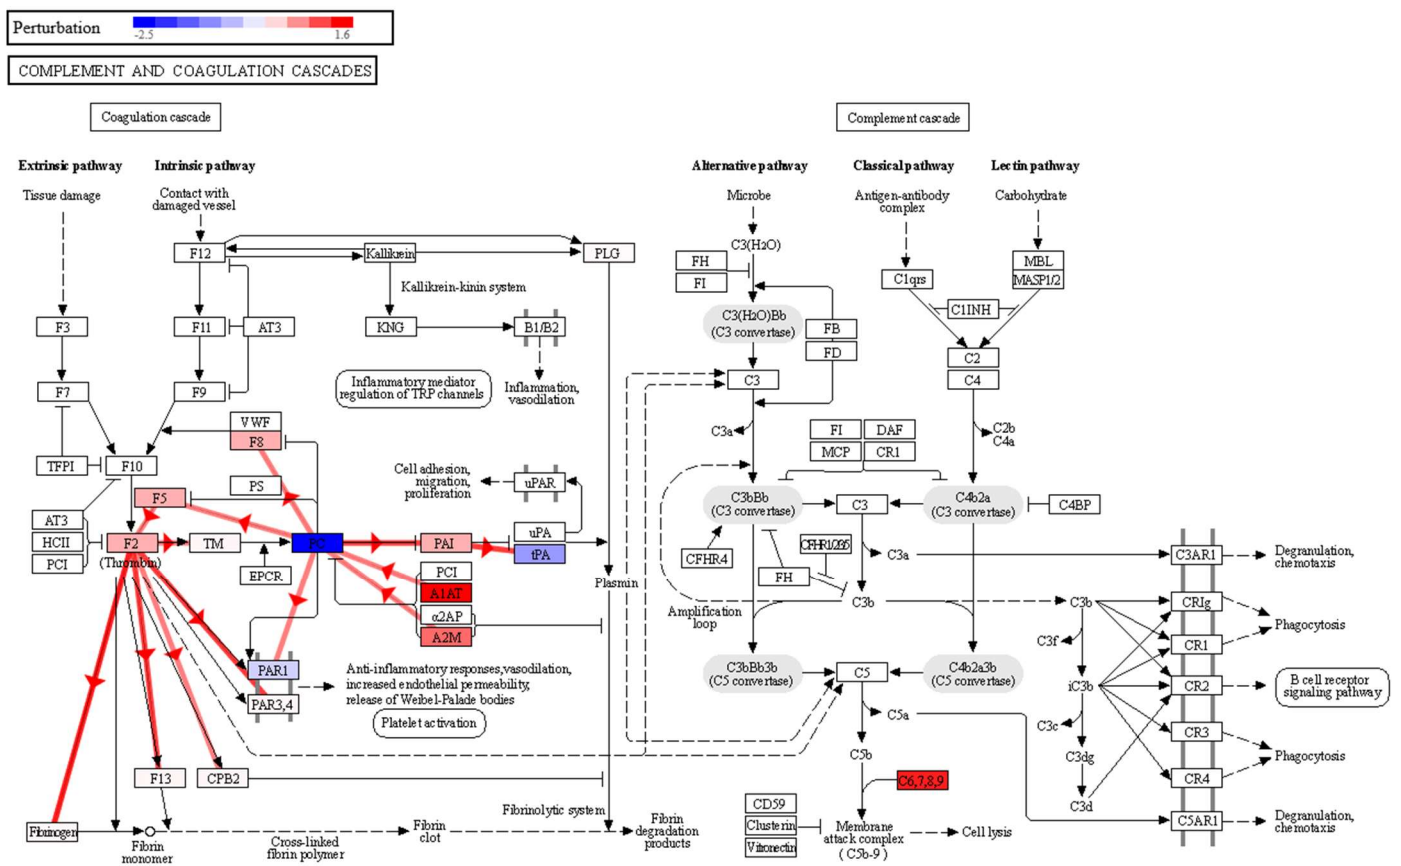 Perturbation
-2.5
1.6
COMPLEMENT AND COAGULATION CASCADES
Coagulation cascade
Complement cascade
Extrinsic pathway
Intrinsic pathway
Alternative pathway
Classical pathway
Lectin pathway
Tissue damage
Contact with
damaged vessel
Microbe
Antigen-antibody
complex
Carbohydrate
F12
Kallikrein
PLG
C3(H2O)
FH
FI
C1qrs
MBL
MASP1/2
Kallikrein-kinin system
C1INH
F3
F11
AT3
KNG
B1/B2
C3(H2O)Bb
(C3 convertase)
FB
FD
C2
C4
F7
F9
Inflammatory mediator
regulation of TRP channels
Inflammation,
vasodilation
C3
VWF
F8
C3a
FI
DAF
MCP
CR1
C2b
C4a
TFPI
F10
Cell adhesion,
migration,
proliferation
uPAR
PS
F5
C3bBb
(C3 convertase)
C3
C4b2a
(C3 convertase)
C4BP
AT3
HCII
PCI
F2
(Thrombin)
TM
PC
PAI
uPA
tPA
EPCR
PCI
A1AT
α2AP
A2M
Plasmin
CFHR4
CFHR1/2/3/5
FH
C3a
C3AR1
Degranulation,
chemotaxis
Amplification
loop
C3b
C3b
CRIg
Phagocytosis
C3f
CR1
PAR1
PAR3,4
Anti-inflammatory responses,vasodilation,
increased endothelial permeability,
release of Weibel-Palade bodies
Platelet activation
C3bBb3b
(C5 convertase)
C5
C4b2a3b
(C5 convertase)
iC3b
CR2
B cell receptor
signaling pathway
C5a
C3c
CR3
C5b
C3dg
Phagocytosis
F13
CPB2
C6,7,8,9
CR4
C3d
Fibrinolytic system
CD59
Clusterin
Vitronectin
Membrane
attack complex
(C5b-9)
Cell lysis
C5AR1
Degranulation,
chemotaxis
Fibrinogen
Fibrin
monomer
Cross-linked
fibrin polymer
Fibrin
clot
Fibrin
degradation
products